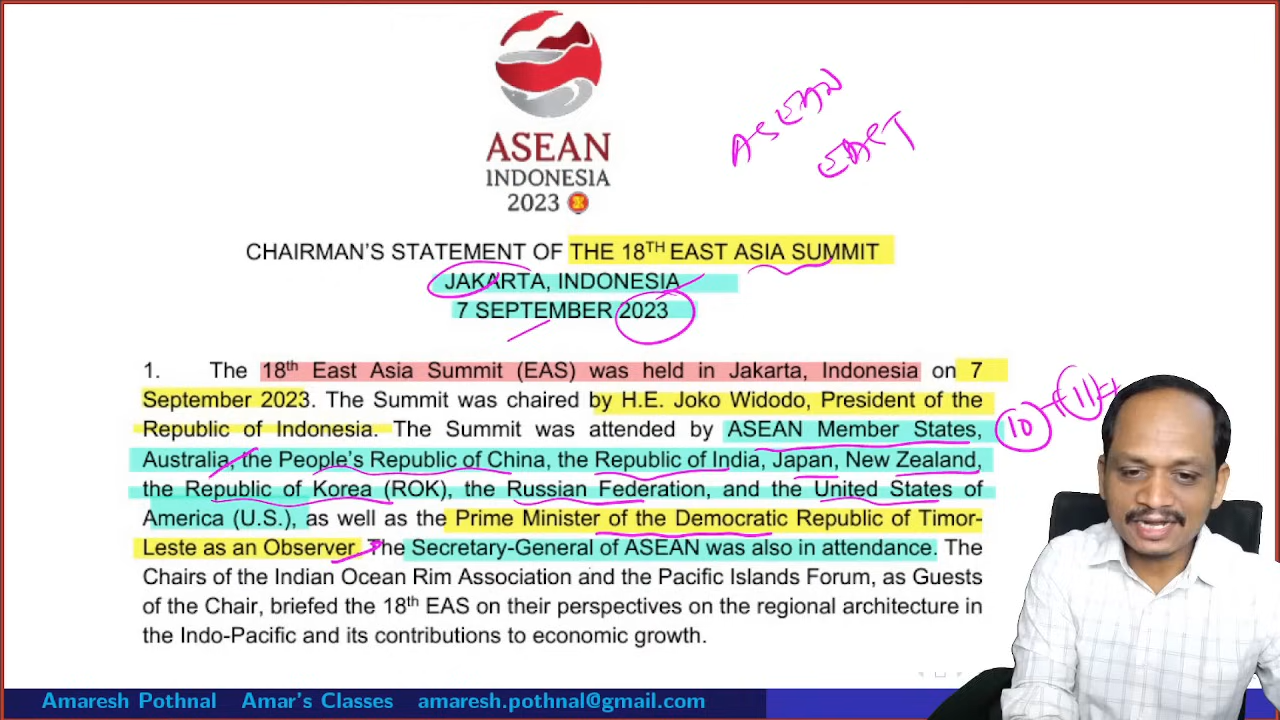 ASEAN
INDONESIA
2023
ASEAN
EAST
CHAIRMAN'S STATEMENT OF THE 18TH EAST ASIA SUMMIT
JAKARTA, INDONESIA
7 SEPTEMBER 2023
1. The 18th East Asia Summit (EAS) was held in Jakarta, Indonesia on 7
September 2023. The Summit was chaired by H.E. Joko Widodo, President of the
Republic of Indonesia. The Summit was attended by ASEAN Member States,
Australia, the People's Republic of China, the Republic of India, Japan, New Zealand,
the Republic of Korea (ROK), the Russian Federation, and the United States of
America (U.S.), as well as the Prime Minister of the Democratic Republic of Timor-
Leste as an Observer. The Secretary-General of ASEAN was also in attendance. The
Chairs of the Indian Ocean Rim Association and the Pacific Islands Forum, as Guests
of the Chair, briefed the 18th EAS on their perspectives on the regional architecture in
the Indo-Pacific and its contributions to economic growth.
10 + 11 +
Amaresh Pothnal Amar's Classes amaresh.pothnal@gmail.com